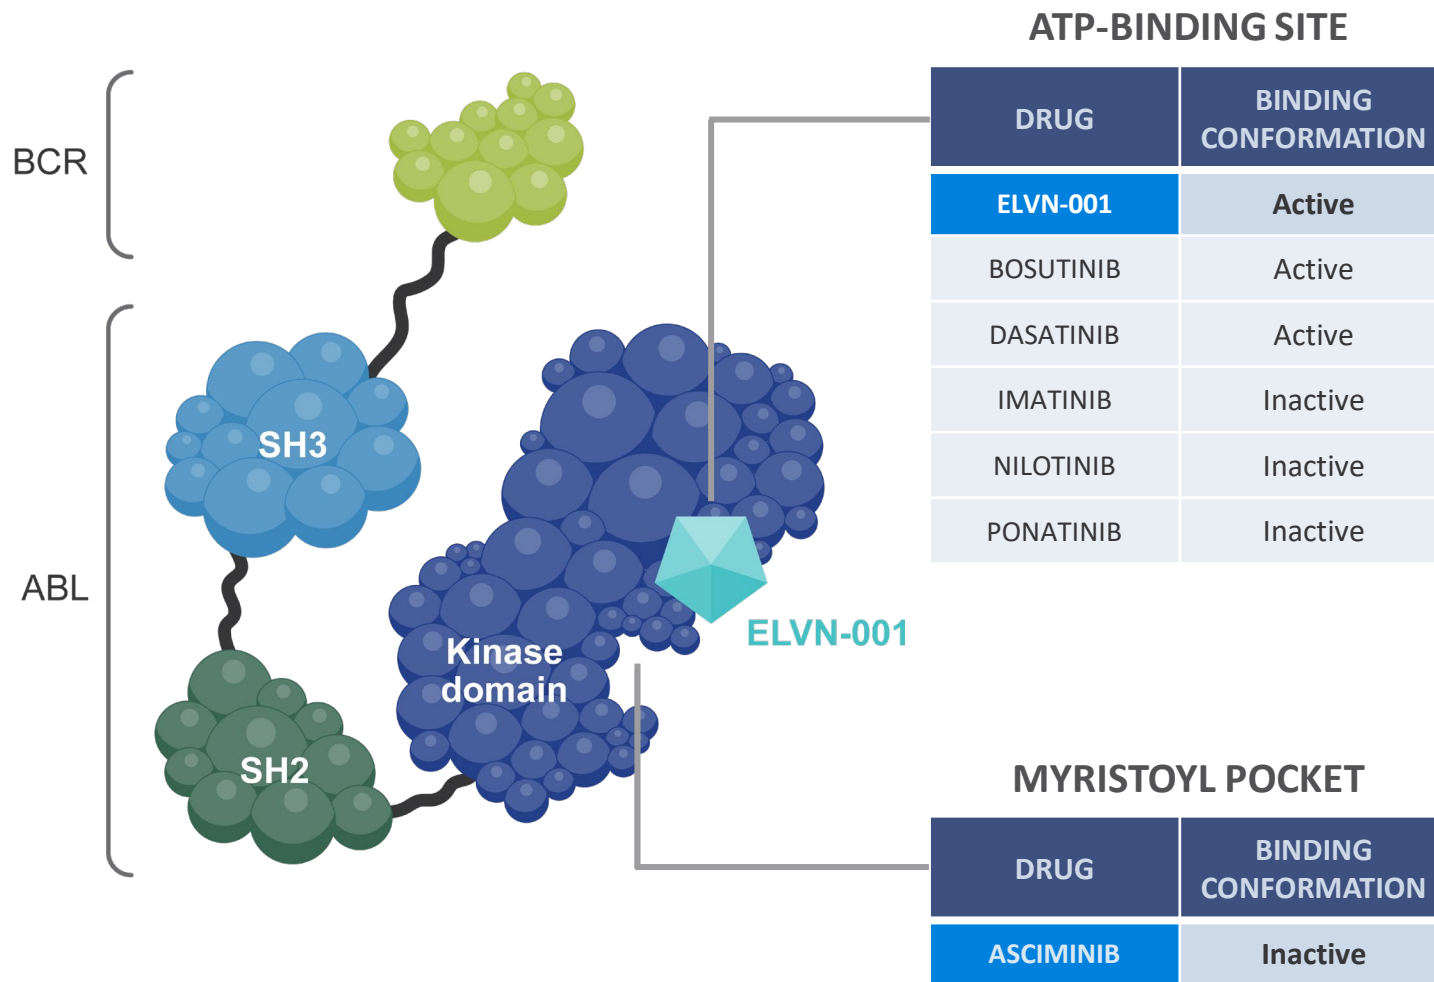 BCR
ABL
SH3
SH2
Kinase
domain
ELVN-001
ATP-BINDING SITE
DRUG
BINDING
CONFORMATION
ELVN-001 Active
BOSUTINIB Active
DASATINIB Active
IMATINIB Inactive
NILOTINIB Inactive
PONATINIB Inactive
MYRISTOYL POCKET
DRUG
BINDING
CONFORMATION
ASCIMINIB Inactive